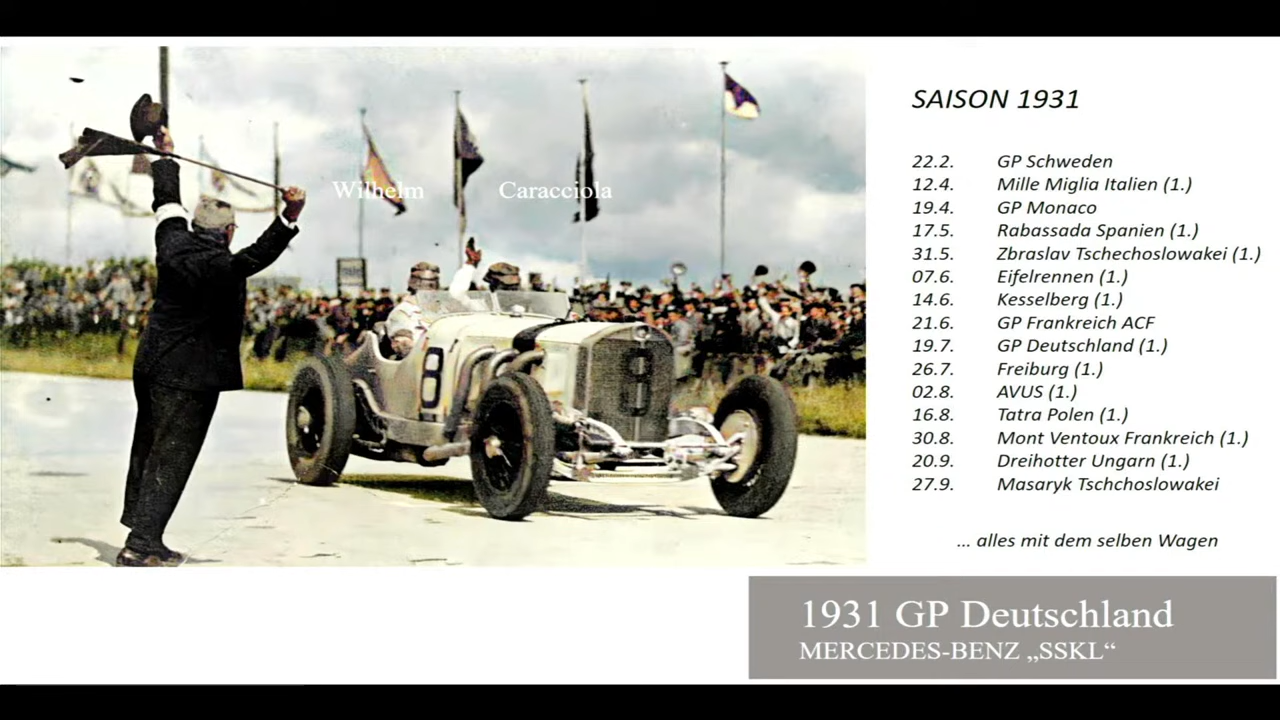 SAISON 1931
22.2. GP Schweden
12.4. Mille Miglia Italien (1.)
19.4. GP Monaco
17.5. Rabassada Spanien (1.)
31.5. Zbraslav Tschechoslowakei (1.)
07.6. Eifelrennen (1.)
14.6. Kesselberg (1.)
21.6. GP Frankreich ACF
19.7. GP Deutschland (1.)
26.7. Freiburg (1.)
02.8. AVUS (1.)
16.8. Tatra Polen (1.)
30.8. Mont Ventoux Frankreich (1.)
20.9. Dreihotter Ungarn (1.)
27.9. Masaryk Tschchoslowakei
... alles mit dem selben Wagen
Wilhelm Caracciola
8 8
1931 GP Deutschland
MERCEDES-BENZ „SSKL“